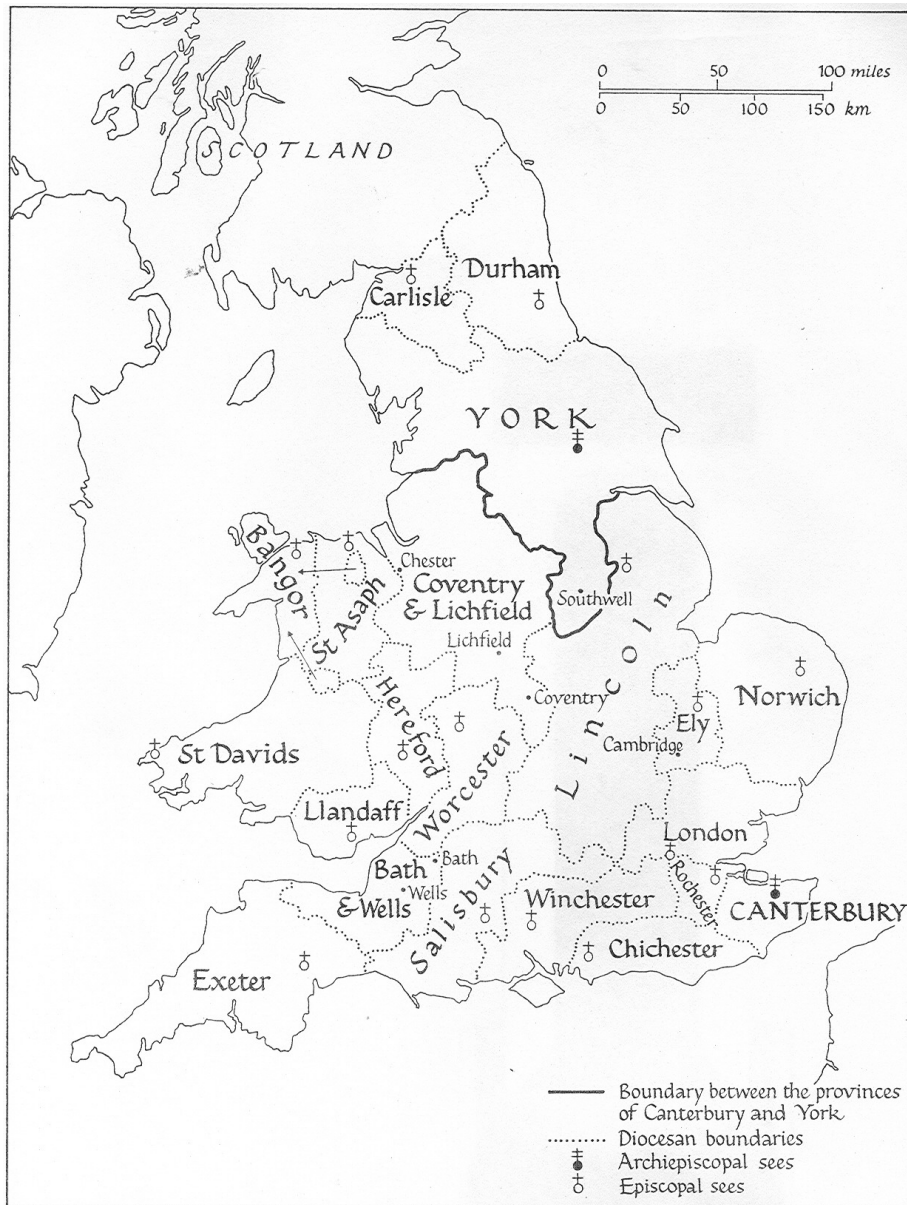 0 50 100 miles
0 50 100 150 km
SCOTLAND
Durham
Carlisle
YORK
Bangor
St Asaph
Chester
Coventry
& Lichfield
Lichfield
Southwell
Lincoln
Norwich
Ely
Cambridge
Coventry
Hereford
Worcester
St Davids
Llandaff
London
Rochester
CANTERBURY
Bath
& Wells
Bath
Wells
Salisbury
Winchester
Chichester
Exeter
Boundary between the provinces
of Canterbury and York
Diocesan boundaries
Archiepiscopal sees
Episcopal sees